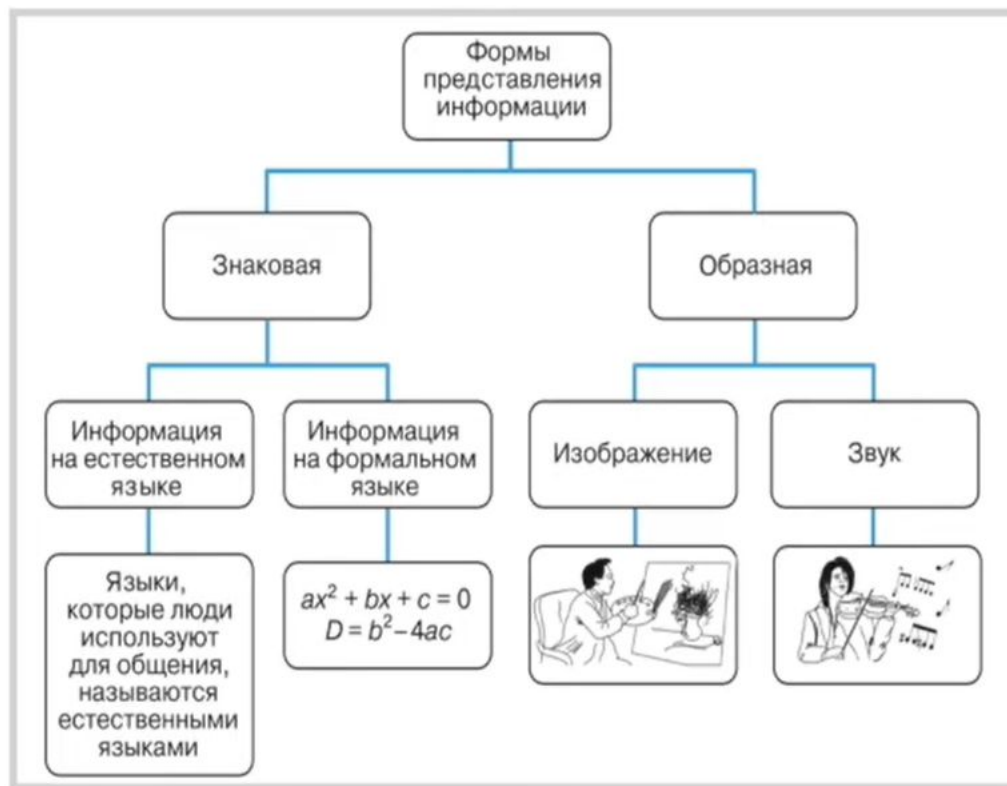 Формы
представления
информации
Знаковая
Образная
Информация
на естественном
языке
Информация
на формальном
языке
Изображение
Звук
Языки,
которые люди
используют
для общения,
называются
естественными
языками
ax² + bx + c = 0
D = b² – 4ac